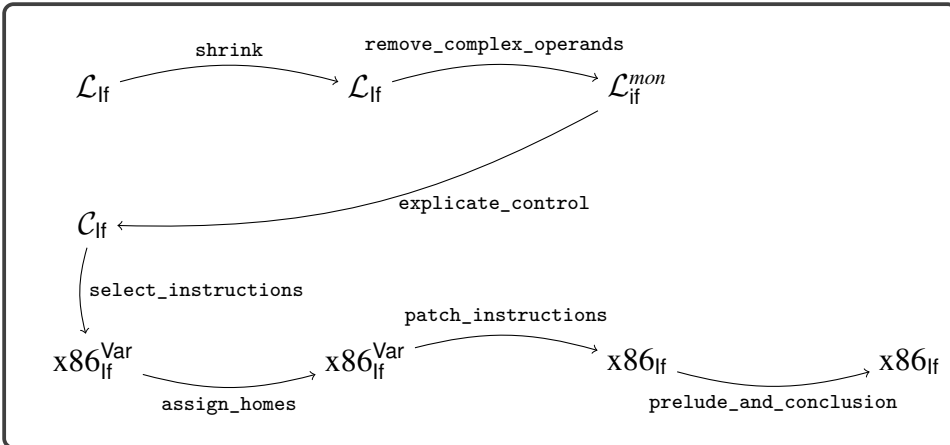 shrink
remove_complex_operands
ℒ_If ℒ_If ℒ_if^mon
explicate_control
𝒞_If
select_instructions
patch_instructions
x86_If^Var x86_If^Var x86_If x86_If
assign_homes
prelude_and_conclusion